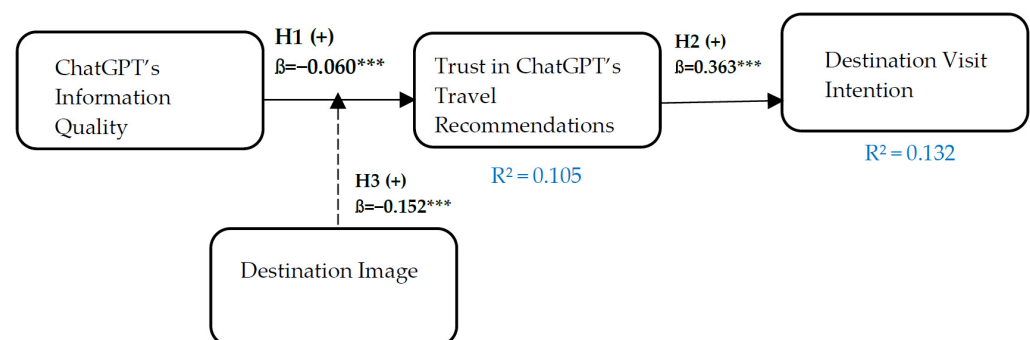 H1 (+)
ß=−0.060***
ChatGPT's
Information
Quality
Trust in ChatGPT's
Travel
Recommendations
R² = 0.105
H2 (+)
ß=0.363***
Destination Visit
Intention
R² = 0.132
H3 (+)
ß=−0.152***
Destination Image